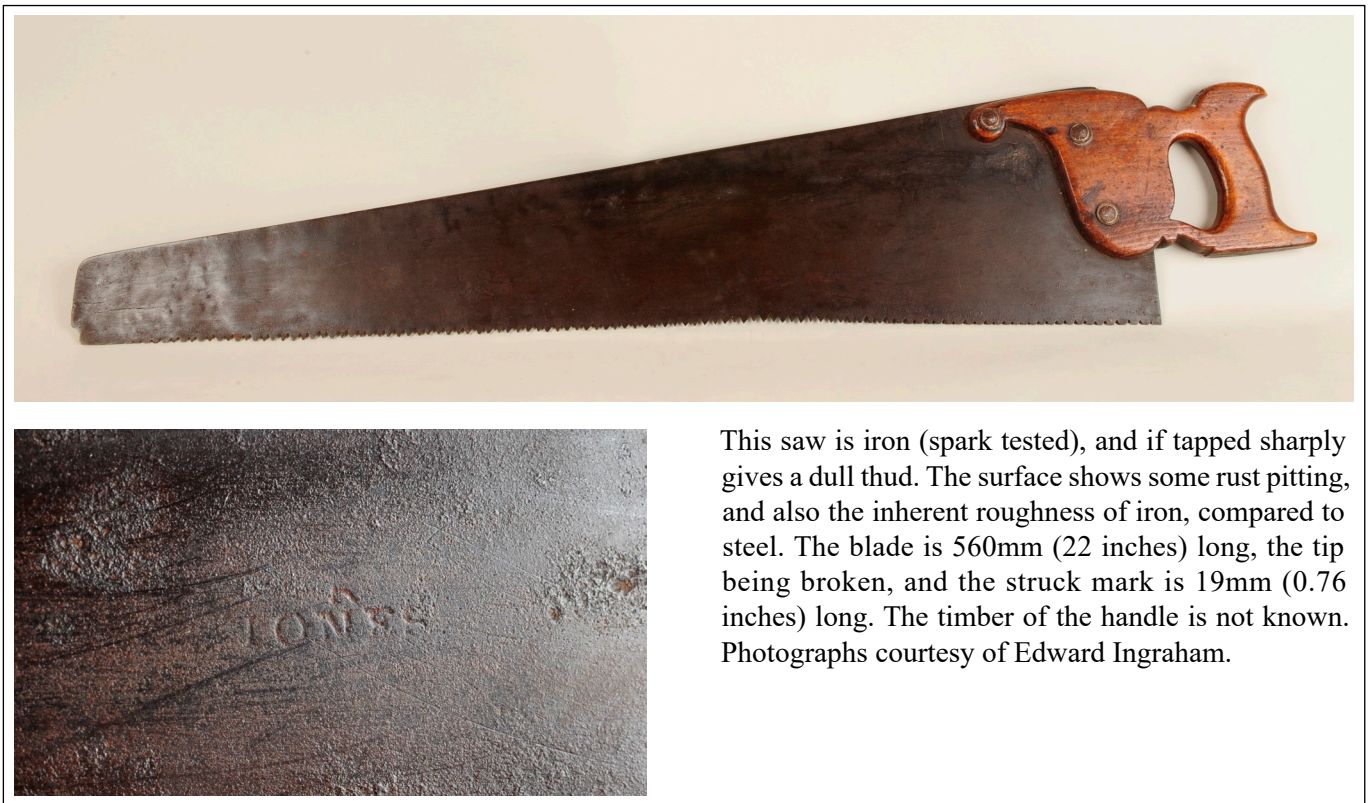 IONES
This saw is iron (spark tested), and if tapped sharply
gives a dull thud. The surface shows some rust pitting,
and also the inherent roughness of iron, compared to
steel. The blade is 560mm (22 inches) long, the tip
being broken, and the struck mark is 19mm (0.76
inches) long. The timber of the handle is not known.
Photographs courtesy of Edward Ingraham.